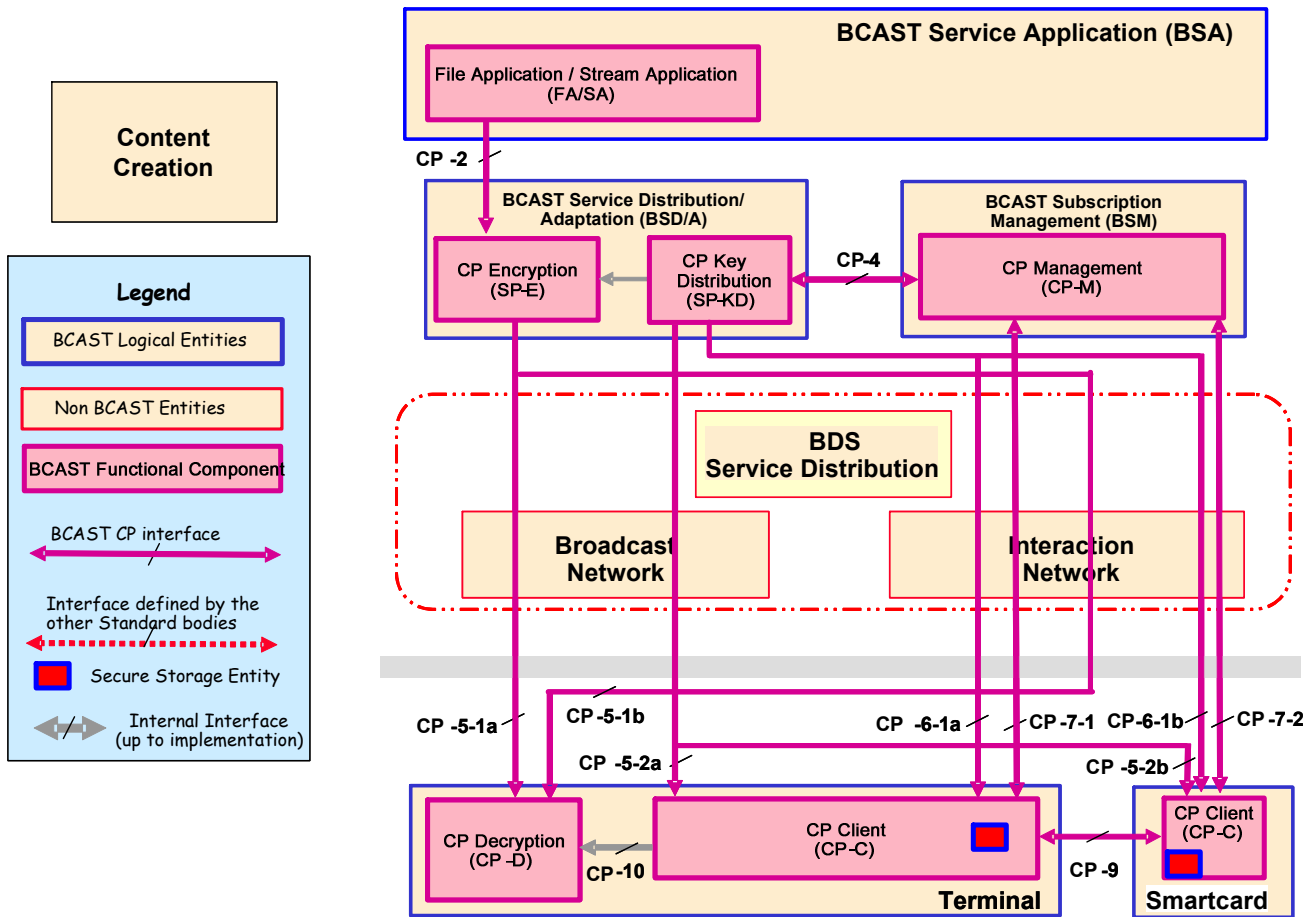 BCAST Service Application (BSA)
File Application / Stream Application
(FA/SA)
Content
Creation
CP -2
BCAST Service Distribution/
Adaptation (BSD/A)
BCAST Subscription
Management (BSM)
CP Encryption
(SP-E)
CP Key
Distribution
(SP-KD)
CP-4
CP Management
(CP-M)
Legend
BCAST Logical Entities
Non BCAST Entities
BCAST Functional Component
BCAST CP interface
Interface defined by the
other Standard bodies
Secure Storage Entity
Internal Interface
(up to implementation)
BDS
Service Distribution
Broadcast
Network
Interaction
Network
CP -5-1a
CP -5-1b
CP -5-2a
CP -6-1a
CP -7-1
CP-6-1b
CP -7-2
CP -5-2b
CP Decryption
(CP -D)
CP -10
CP Client
(CP-C)
CP -9
CP Client
(CP-C)
Terminal
Smartcard